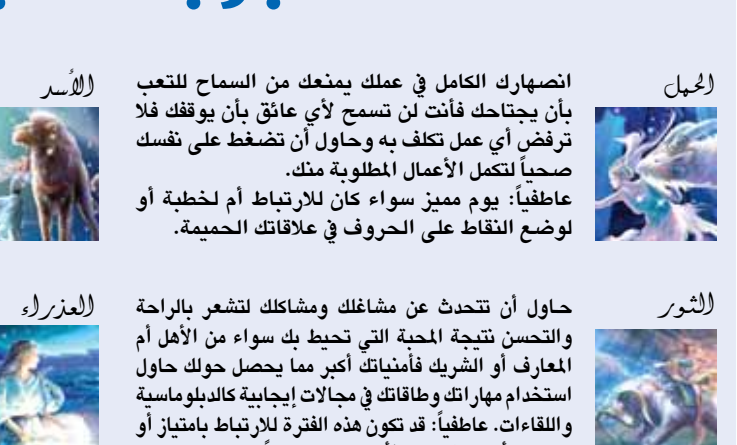 الحمل
انصهارك الكامل في عملك يمنعك من السماح للتعب
بأن يجتاحك فأنت لن تسمح لأي عائق بأن يوقفك فلا
ترفض أي عمل تكلف به وحاول أن تضغط على نفسك
صحياً لتكمل الأعمال المطلوبة منك.
عاطفياً: يوم مميز سواء كان للارتباط أم لخطبة أو
لوضع النقاط على الحروف في علاقاتك الحميمة.
الأسد
الثور
حاول أن تتحدث عن مشاغلك ومشاكلك لتشعر بالراحة
والتحسن نتيجة المحبة التي تحيط بك سواء من الأهل أم
المعارف أو الشريك فأمنياتك أكبر مما يحصل حولك حاول
استخدام مهاراتك وطاقاتك في مجالات إيجابية كالدبلوماسية
واللقاءات. عاطفياً: قد تكون هذه الفترة للارتباط بامتياز أو
العذراء